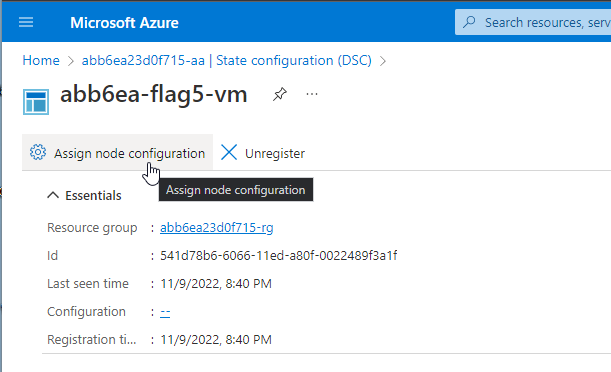 Microsoft Azure
Search resources, serv
Home > abb6ea23d0f715-aa | State configuration (DSC) >
abb6ea-flag5-vm ...
Assign node configuration Unregister
Assign node configuration
Essentials
Resource group : abb6ea23d0f715-rg
Id : 541d78b6-6066-11ed-a80f-0022489f3a1f
Last seen time : 11/9/2022, 8:40 PM
Configuration : --
Registration ti... : 11/9/2022, 8:40 PM